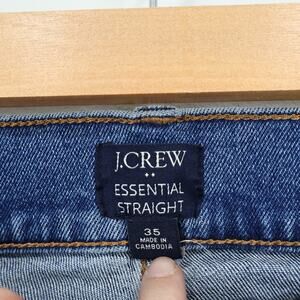 J.CREW
ESSENTIAL
STRAIGHT
35
MADE IN
CAMBODIA